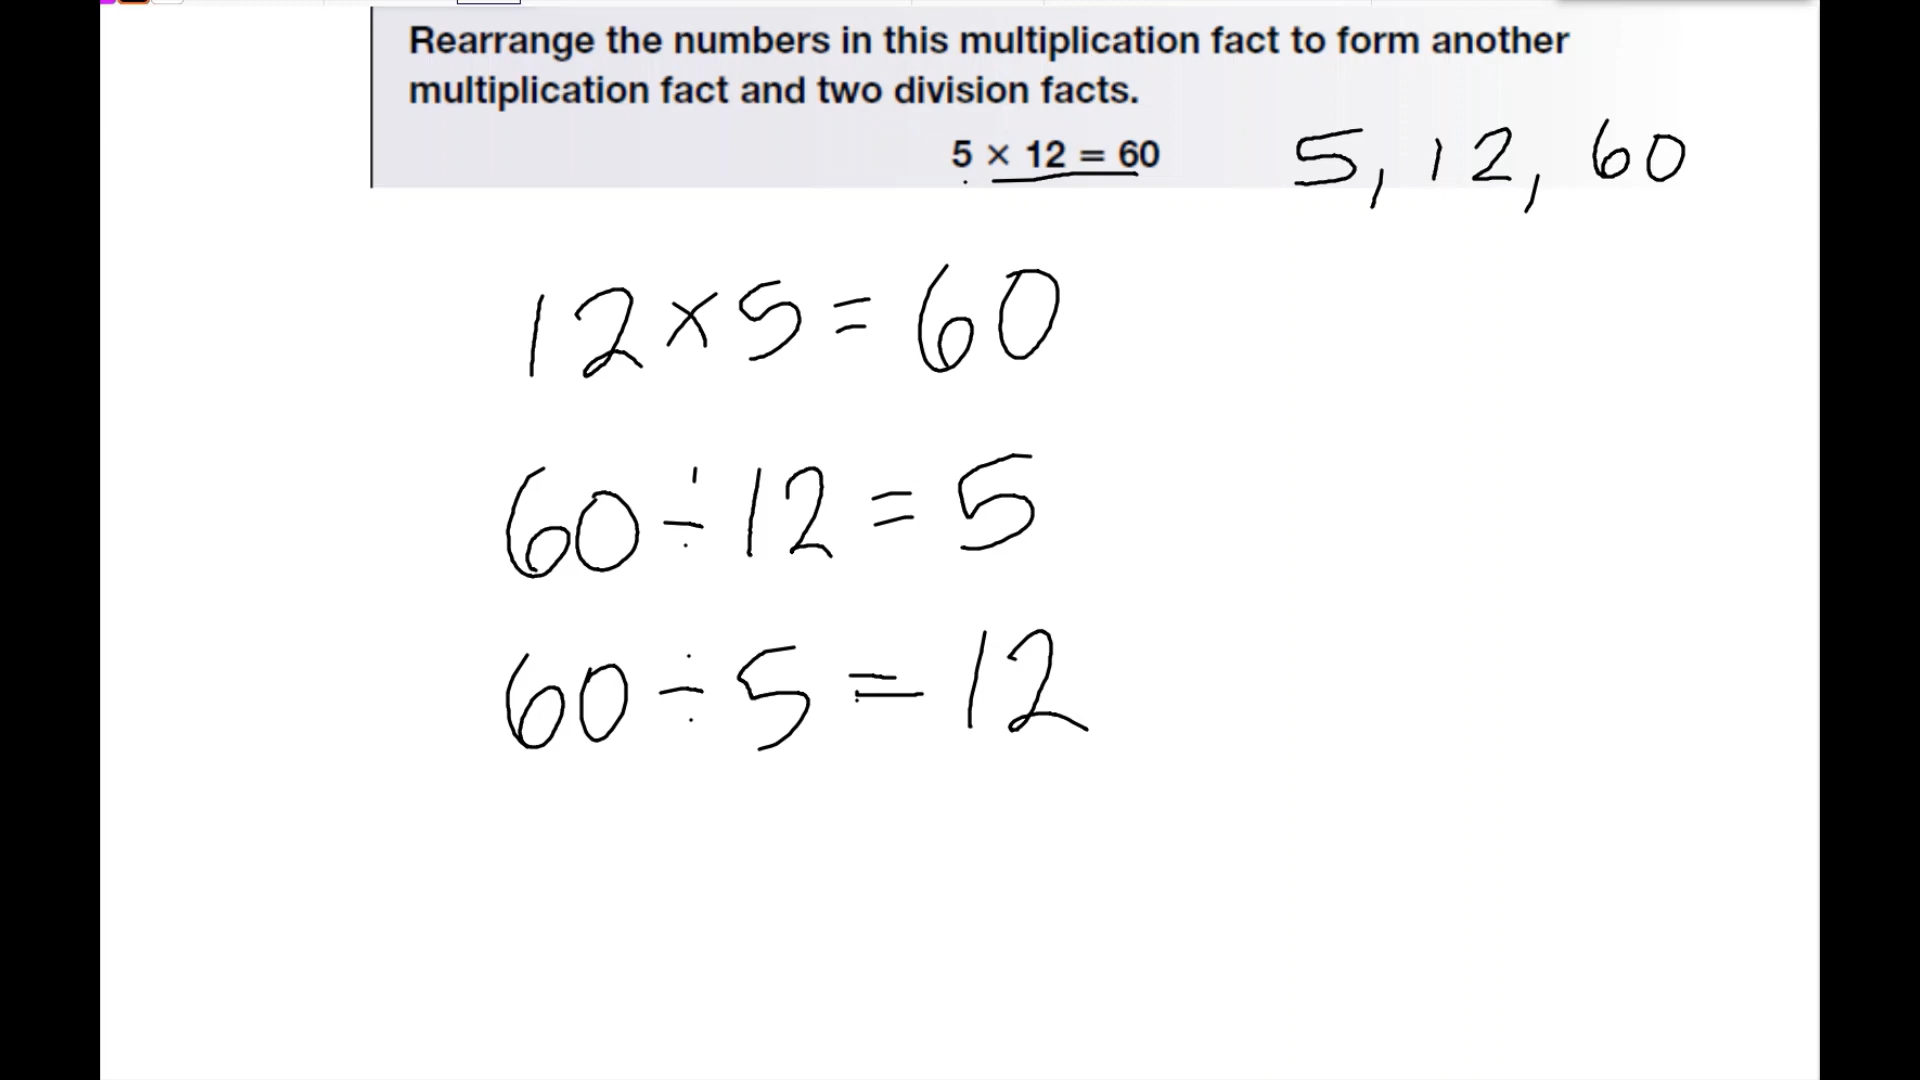 Rearrange the numbers in this multiplication fact to form another
multiplication fact and two division facts.
5 × 12 = 60
5, 12, 60
12 × 5 = 60
60 ÷ 12 = 5
60 ÷ 5 = 12